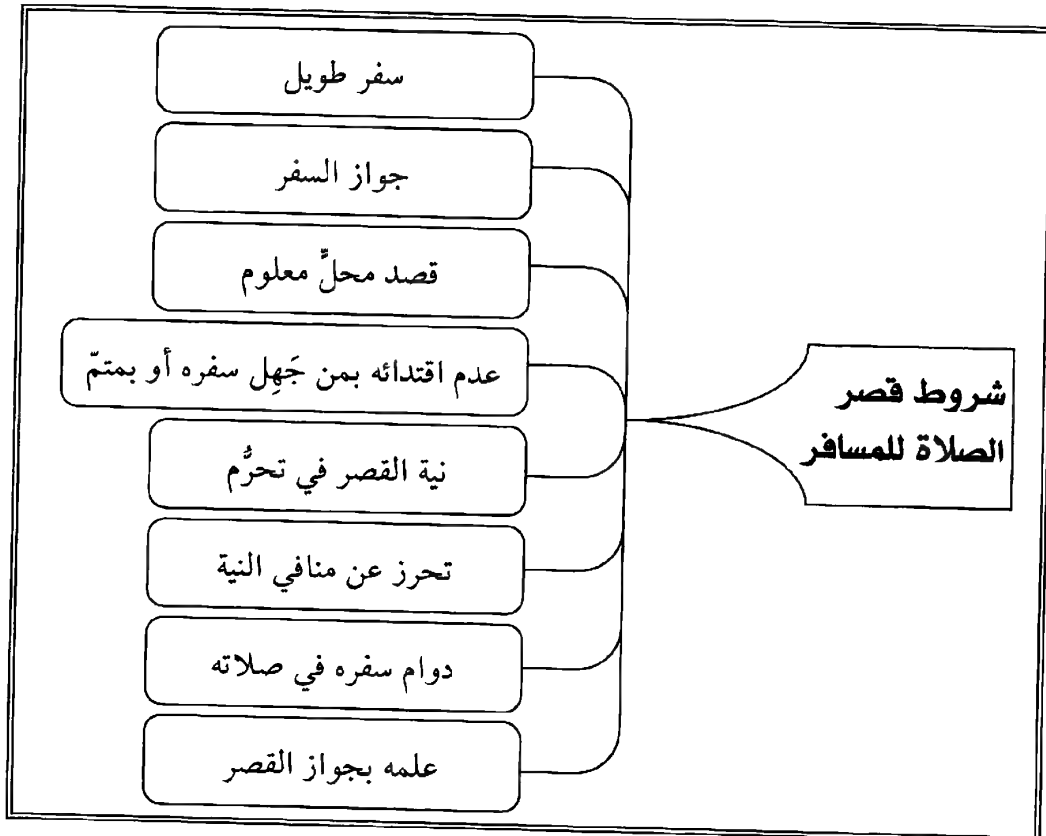 شروط قصر
الصلاة للمسافر
سفر طويل
جواز السفر
قصد محلٍّ معلوم
عدم اقتدائه بمن جَهِل سفره أو بمتمّ
نية القصر في تحرُّم
تحرز عن منافي النية
دوام سفره في صلاته
علمه بجواز القصر